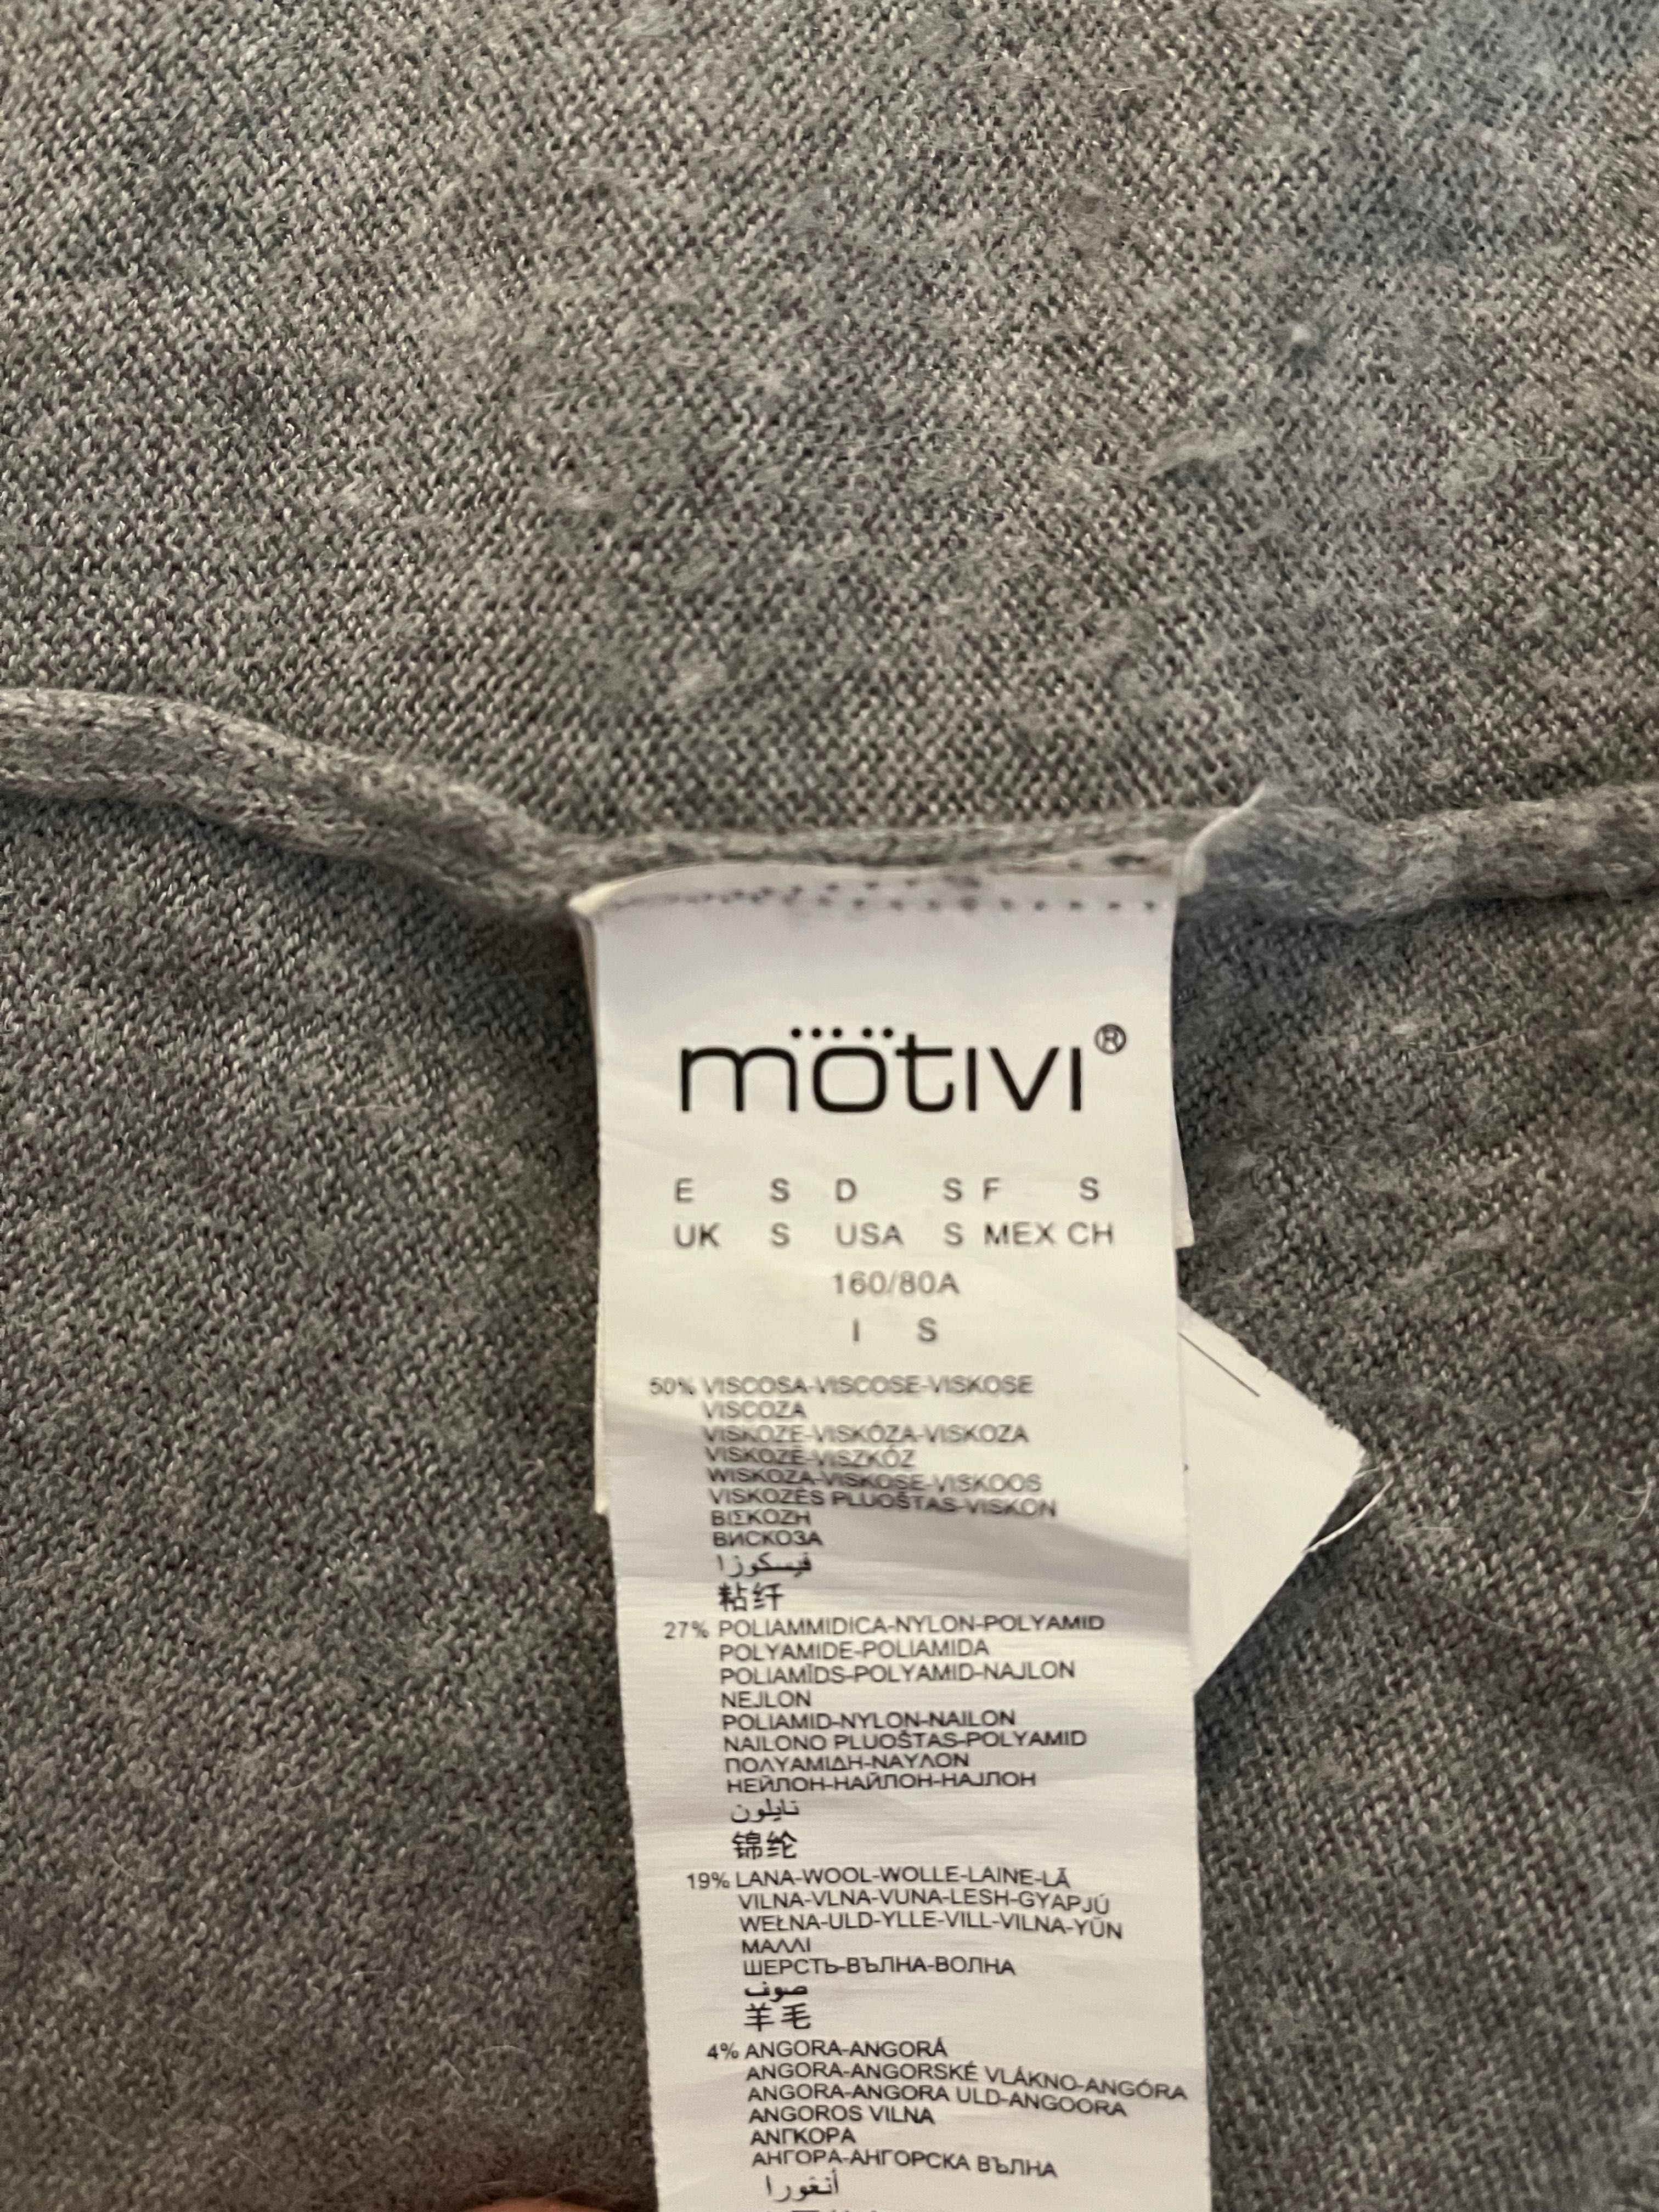 mötivi®
E S D S F S
UK S USA S MEX CH
160/80A
I S
50% VISCOSA-VISCOSE-VISKOSE
VISCOZA
VISKOZE-VISKÓZA-VISKOZA
VISKOZĒ-VISZKÓZ
WISKOZA-VISKOSE-VISKOOS
VISKOZĖS PLUOŠTAS-VISKON
ΒΙΣΚΟΖΗ
ВИСКОЗА
فيسكوزا
粘纤
27% POLIAMMIDICA-NYLON-POLYAMID
POLYAMIDE-POLIAMIDA
POLIAMĪDS-POLYAMID-NAJLON
NEJLON
POLIAMID-NYLON-NAILON
NAILONO PLUOŠTAS-POLYAMID
ΠΟΛΥΑΜΙΔΗ-ΝΑΥΛΟΝ
НЕЙЛОН-НАЙЛОН-НАЈЛОН
نايلون
锦纶
19% LANA-WOOL-WOLLE-LAINE-LÃ
VILNA-VLNA-VUNA-LESH-GYAPJÚ
WEŁNA-ULD-YLLE-VILL-VILNA-YÜN
ΜΑΛΛΙ
ШЕРСТЬ-ВЪЛНА-ВОЛНА
صوف
羊毛
4% ANGORA-ANGORÁ
ANGORA-ANGORSKÉ VLÁKNO-ANGÓRA
ANGORA-ANGORA ULD-ANGOORA
ANGOROS VILNA
ΑΝΓΚΟΡΑ
АНГОРА-АНГОРСКА ВЪЛНА
أنغورا